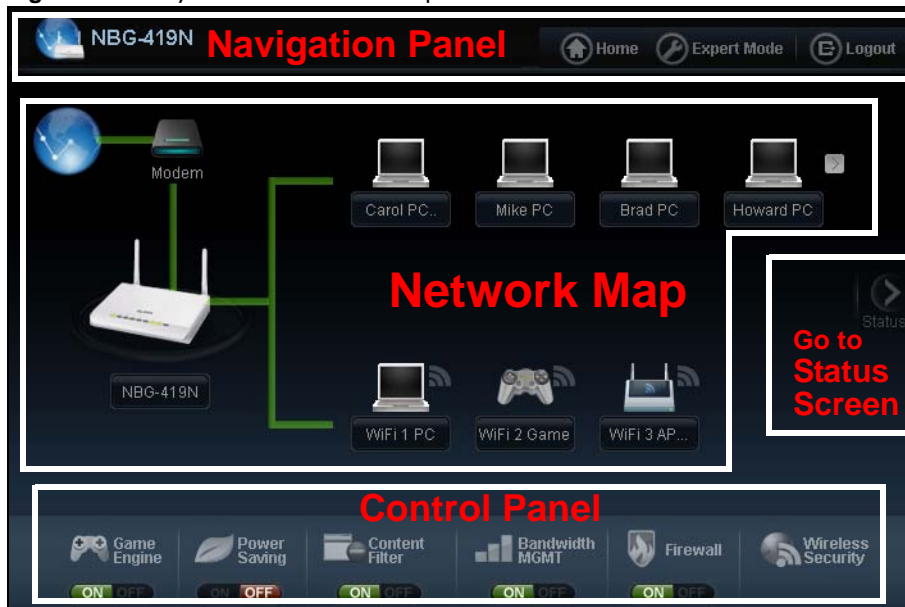 NBG-419N
Navigation Panel
Home
Expert Mode
Logout
Modem
Carol PC..
Mike PC
Brad PC
Howard PC
Network Map
NBG-419N
WiFi 1 PC
WiFi 2 Game
WiFi 3 AP...
Status
Go to
Status
Screen
Control Panel
Game
Engine
Power
Saving
Content
Filter
Bandwidth
MGMT
Firewall
Wireless
Security
ON OFF
ON OFF
ON OFF
ON OFF
ON OFF